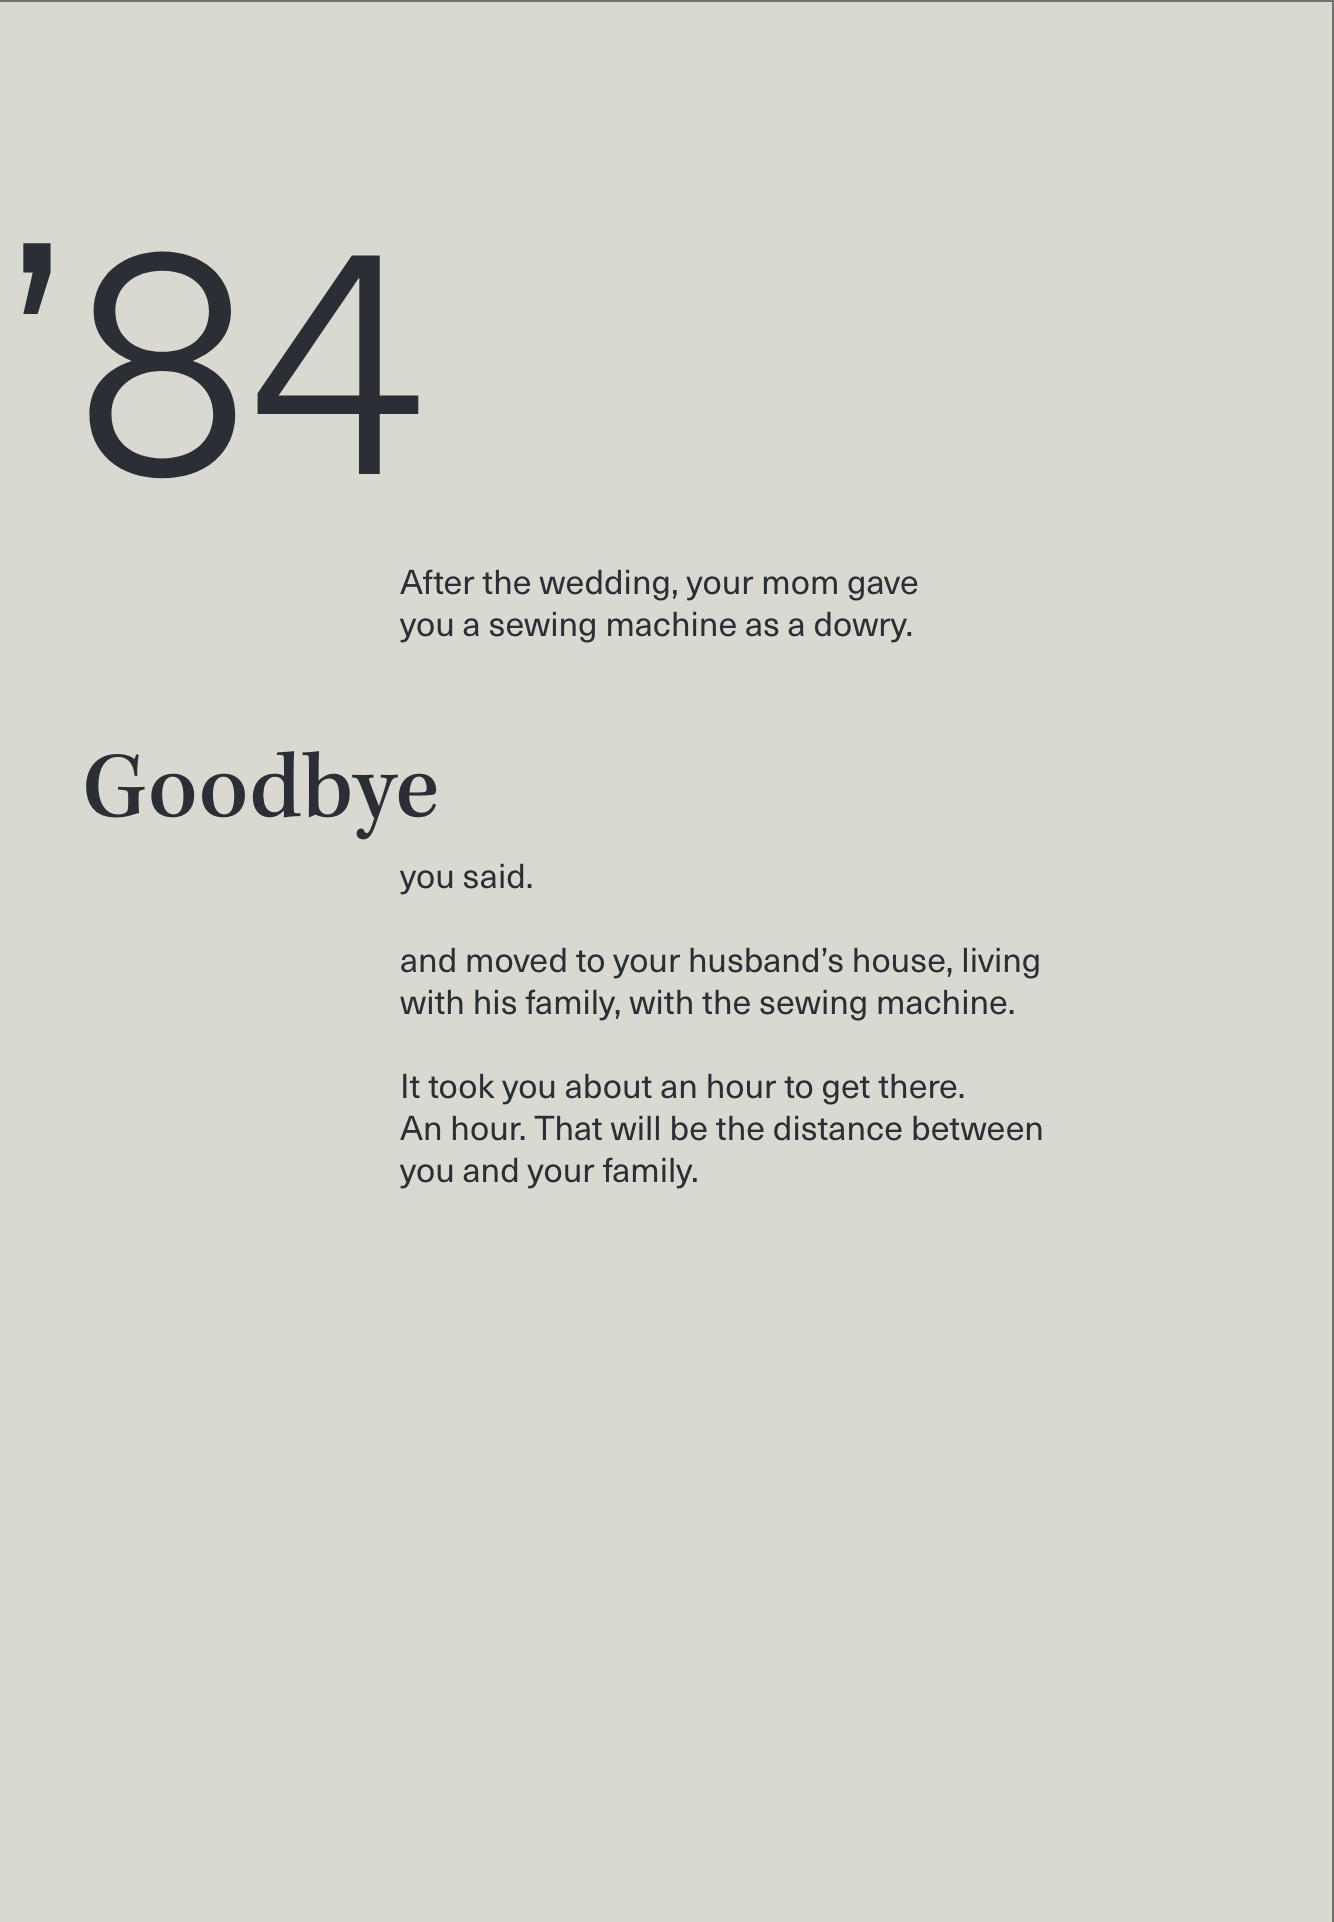 ’84
After the wedding, your mom gave
you a sewing machine as a dowry.
Goodbye
you said.
and moved to your husband’s house, living
with his family, with the sewing machine.
It took you about an hour to get there.
An hour. That will be the distance between
you and your family.